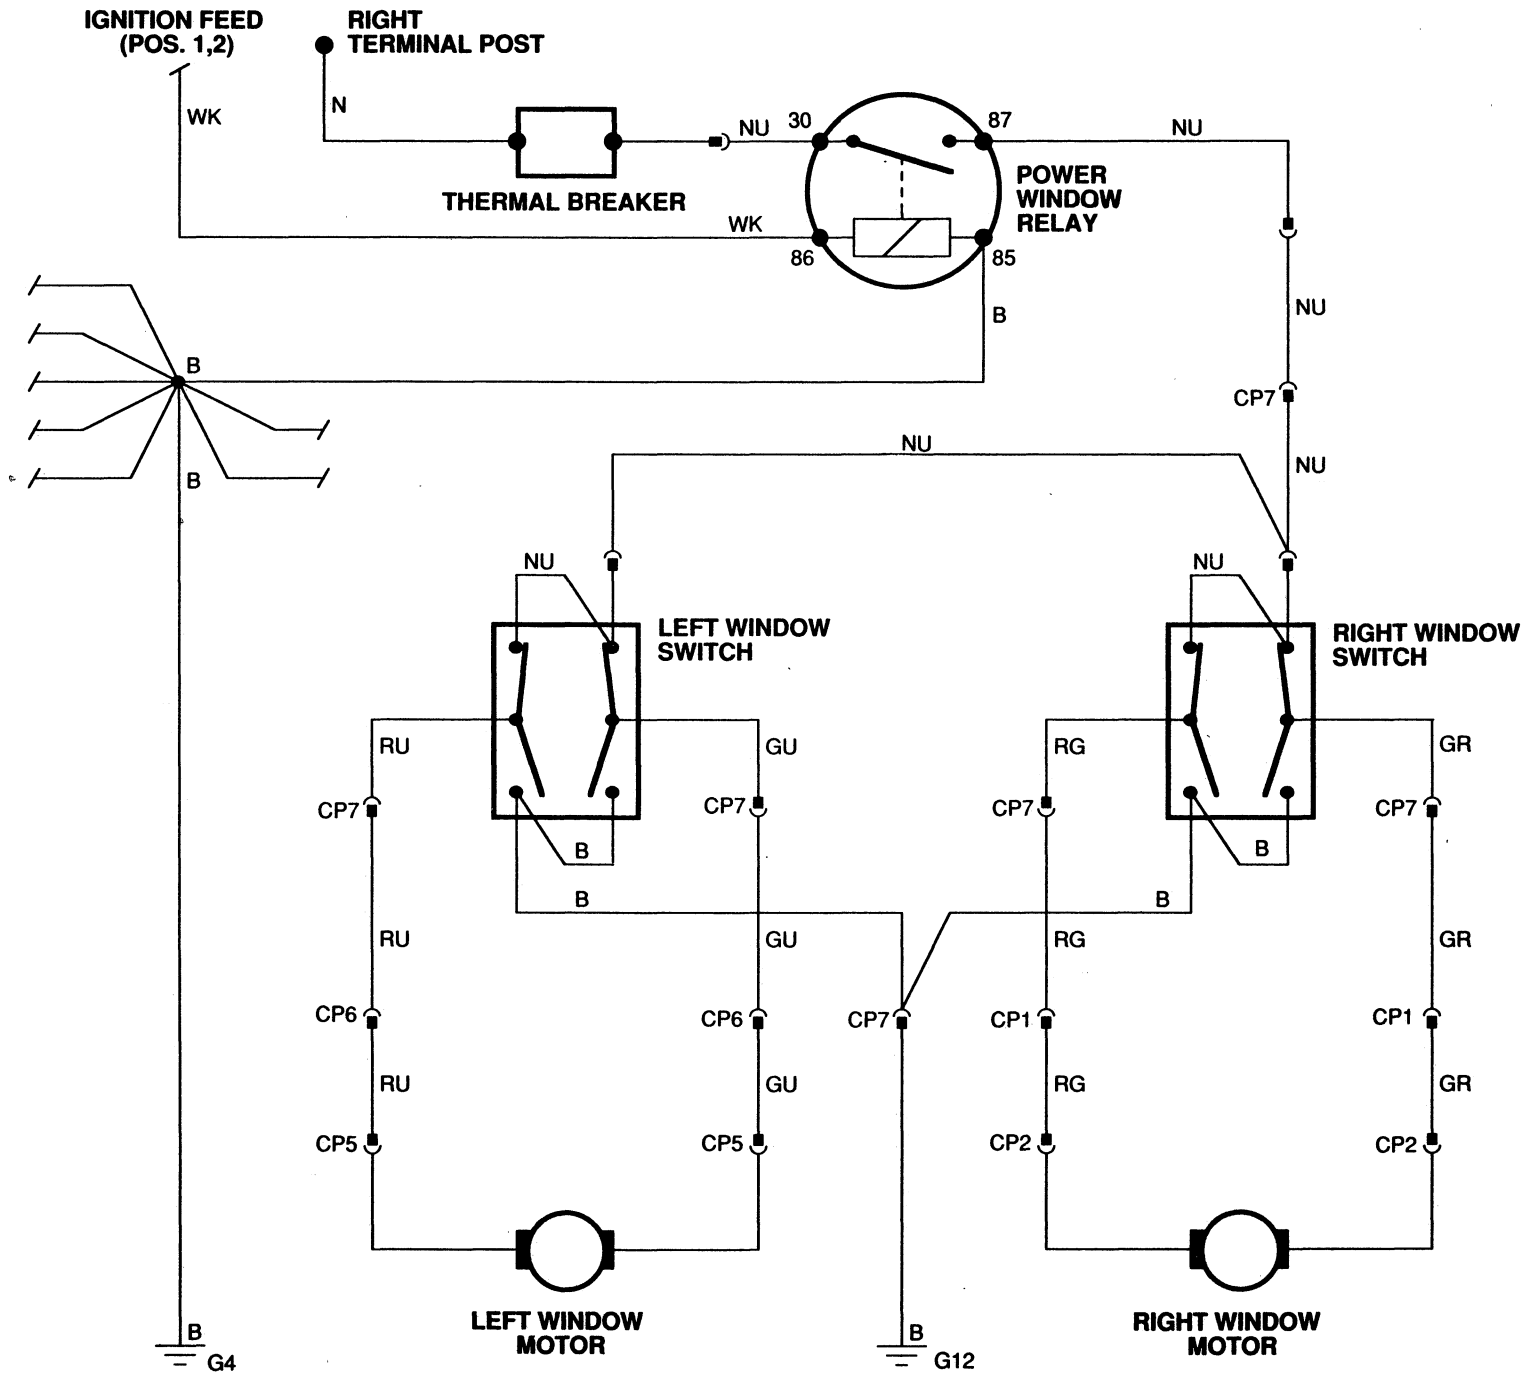 IGNITION FEED
(POS. 1,2)
RIGHT
TERMINAL POST
N
WK
NU
30
87
NU
THERMAL BREAKER
POWER
WINDOW
RELAY
WK
86
85
B
NU
B
CP7
NU
NU
B
NU
NU
LEFT WINDOW
SWITCH
RIGHT WINDOW
SWITCH
RU
GU
RG
GR
CP7
CP7
CP7
CP7
B
B
B
B
RU
GU
RG
GR
CP6
CP6
CP7
CP1
CP1
RU
GU
RG
GR
CP5
CP5
CP2
CP2
LEFT WINDOW
MOTOR
RIGHT WINDOW
MOTOR
B
G4
B
G12